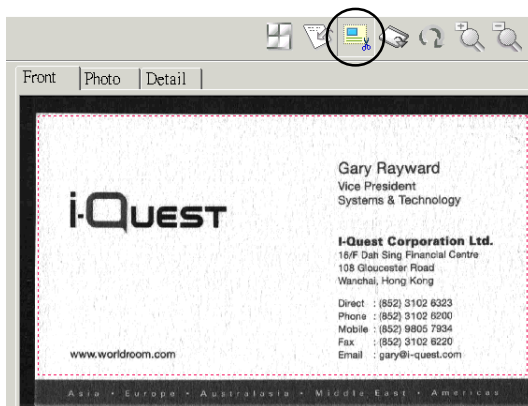 Front Photo Detail
i·QUEST
Gary Rayward
Vice President
Systems & Technology
I-Quest Corporation Ltd.
16/F Dah Sing Financial Centre
108 Gloucester Road
Wanchai, Hong Kong
Direct : (852) 3102 6323
Phone : (852) 3102 6200
Mobile : (852) 9805 7934
Fax : (852) 3102 6220
Email : gary@i-quest.com
www.worldroom.com
Asia • Europe • Australasia • Middle East • Americas